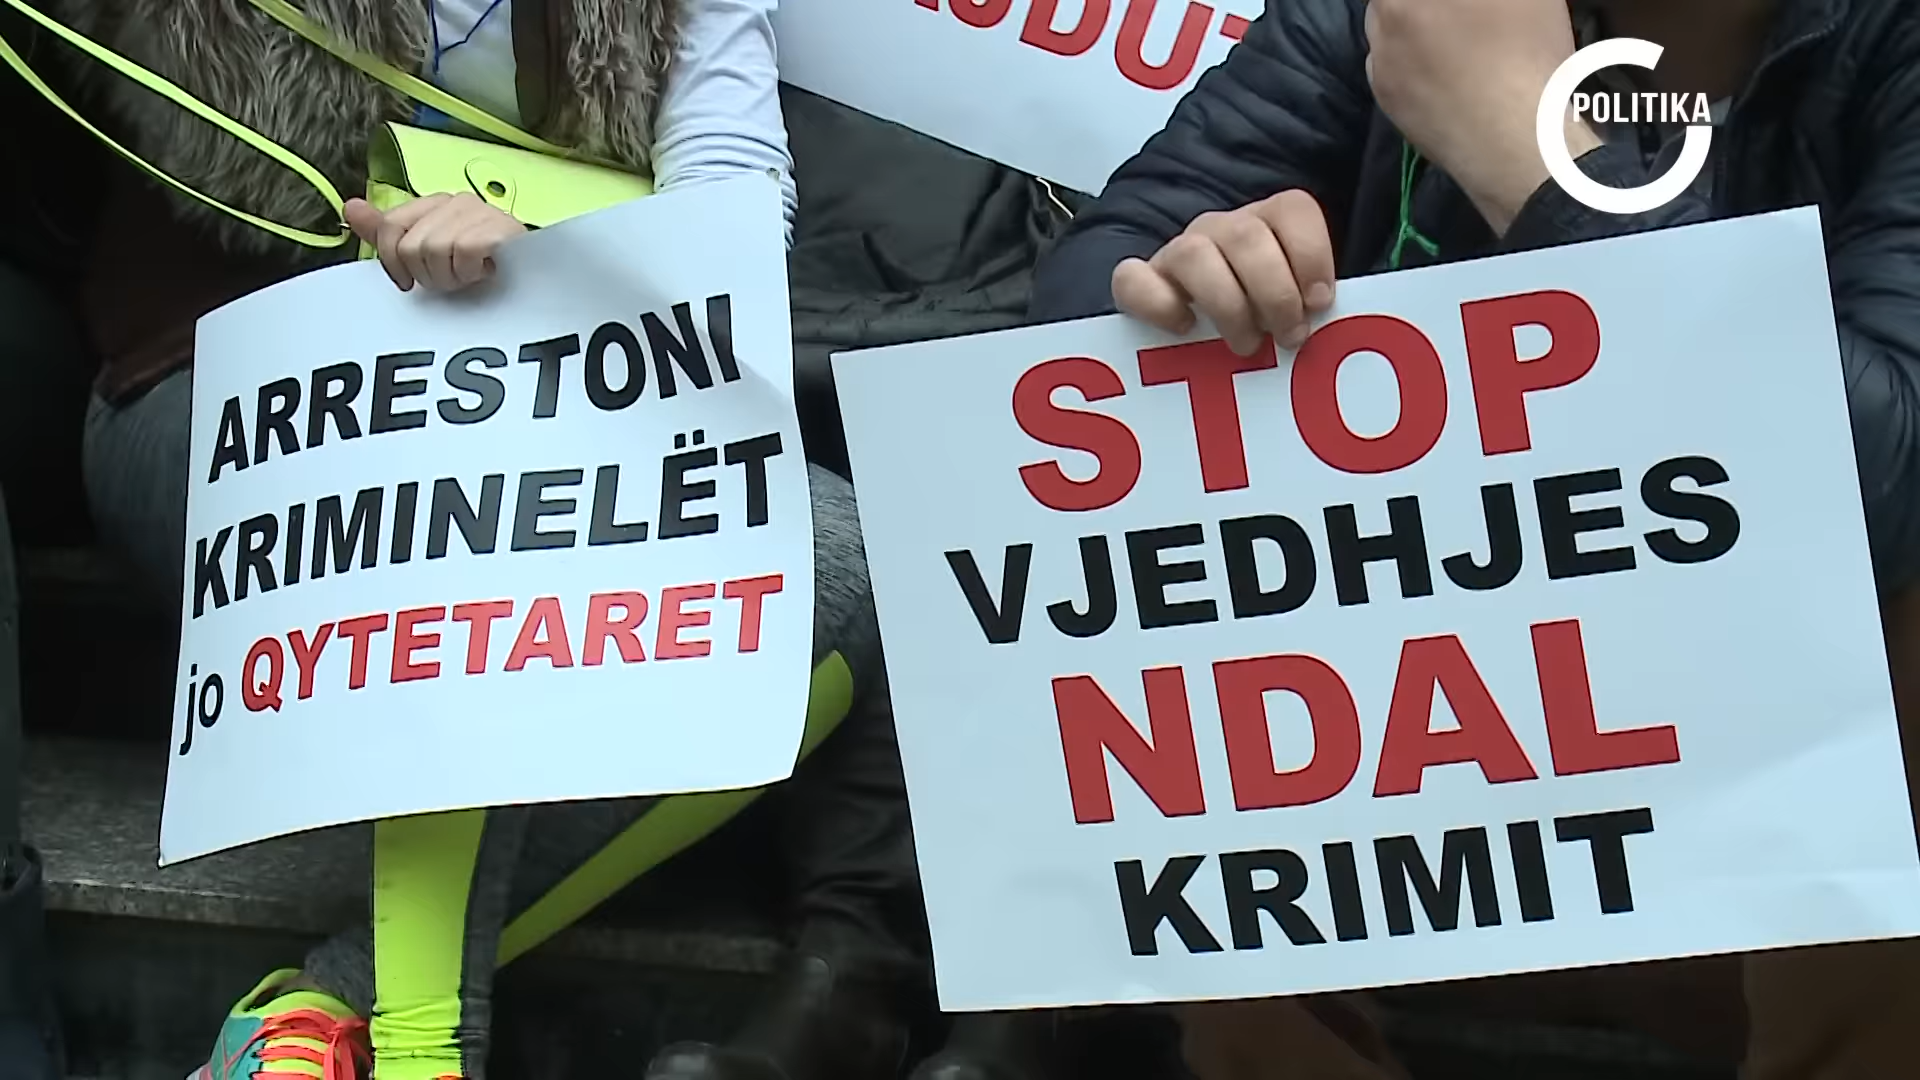 POLITIKA
ARRESTONI
KRIMINELËT
jo QYTETARET
STOP
VJEDHJES
NDAL
KRIMIT